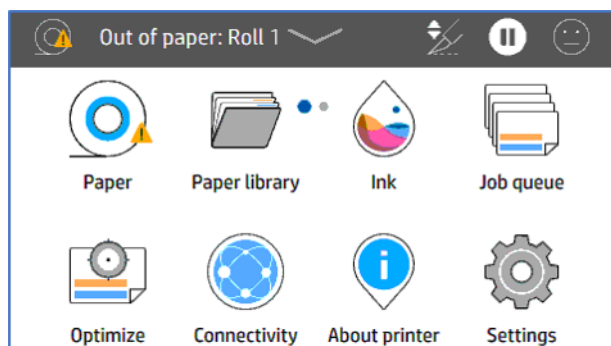 Out of paper: Roll 1
Paper
Paper library
Ink
Job queue
Optimize
Connectivity
About printer
Settings